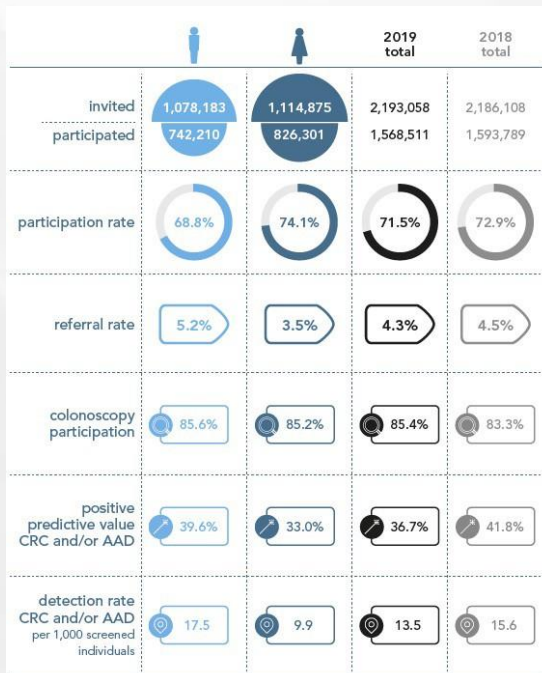 2019
total
2018
total
invited
1,078,183
1,114,875
2,193,058
2,186,108
participated
742,210
826,301
1,568,511
1,593,789
participation rate
68.8%
74.1%
71.5%
72.9%
referral rate
5.2%
3.5%
4.3%
4.5%
colonoscopy
participation
85.6%
85.2%
85.4%
83.3%
positive
predictive value
CRC and/or AAD
39.6%
33.0%
36.7%
41.8%
detection rate
CRC and/or AAD
per 1,000 screened
individuals
17.5
9.9
13.5
15.6